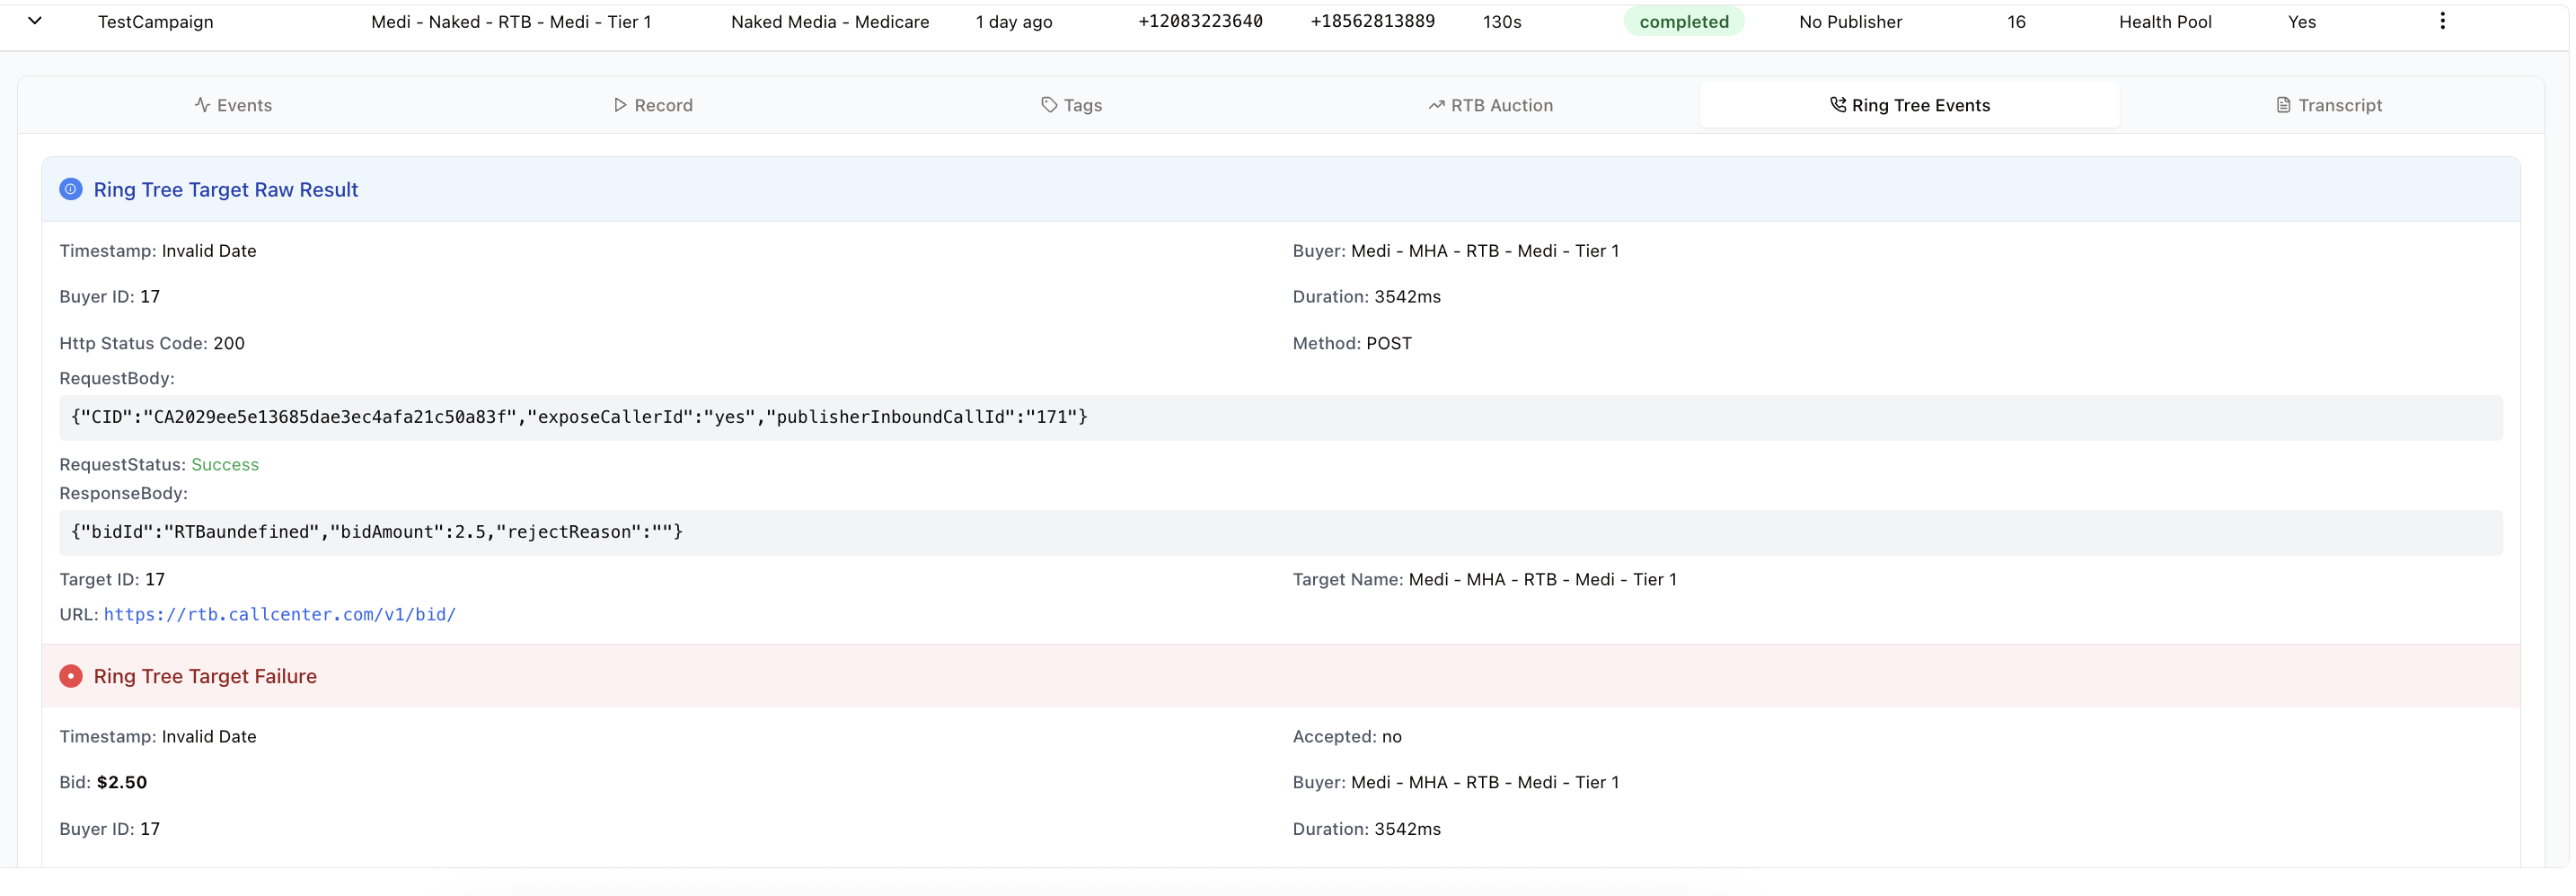 TestCampaign Medi - Naked - RTB - Medi - Tier 1 Naked Media - Medicare 1 day ago +12083223640 +18562813889 130s completed No Publisher 16 Health Pool Yes
Events Record Tags RTB Auction Ring Tree Events Transcript
Ring Tree Target Raw Result
Timestamp: Invalid Date Buyer: Medi - MHA - RTB - Medi - Tier 1
Buyer ID: 17 Duration: 3542ms
Http Status Code: 200 Method: POST
RequestBody:
{"CID":"CA2029ee5e13685dae3ec4afa21c50a83f","exposeCallerId":"yes","publisherInboundCallId":"171"}
RequestStatus: Success
ResponseBody:
{"bidId":"RTBaundefined","bidAmount":2.5,"rejectReason":""}
Target ID: 17 Target Name: Medi - MHA - RTB - Medi - Tier 1
URL: https://rtb.callcenter.com/v1/bid/
Ring Tree Target Failure
Timestamp: Invalid Date Accepted: no
Bid: $2.50 Buyer: Medi - MHA - RTB - Medi - Tier 1
Buyer ID: 17 Duration: 3542ms